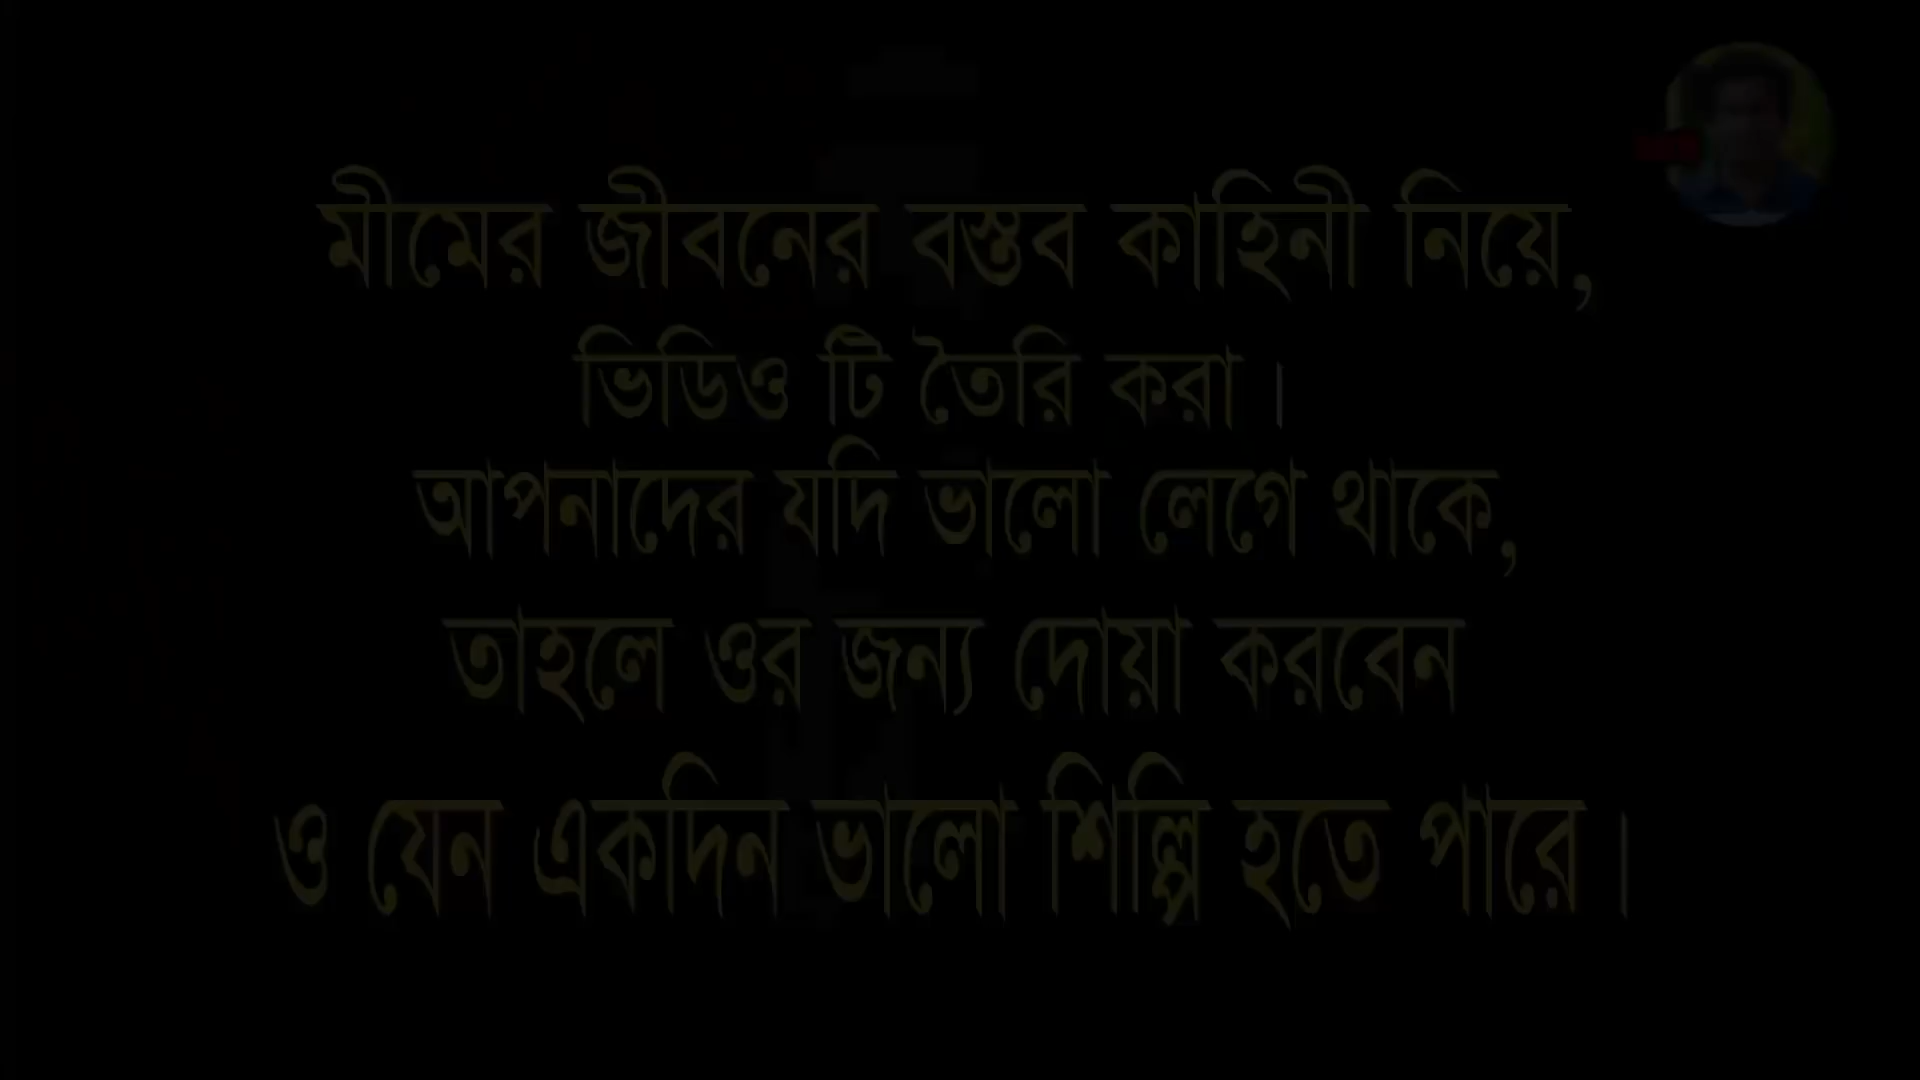 মীমের জীবনের বস্তব কাহিনী নিয়ে,
ভিডিও টি তৈরি করা।
আপনাদের যদি ভালো লেগে থাকে,
তাহলে ওর জন্য দোয়া করবেন
ও যেন একদিন ভালো শিল্পি হতে পারে।